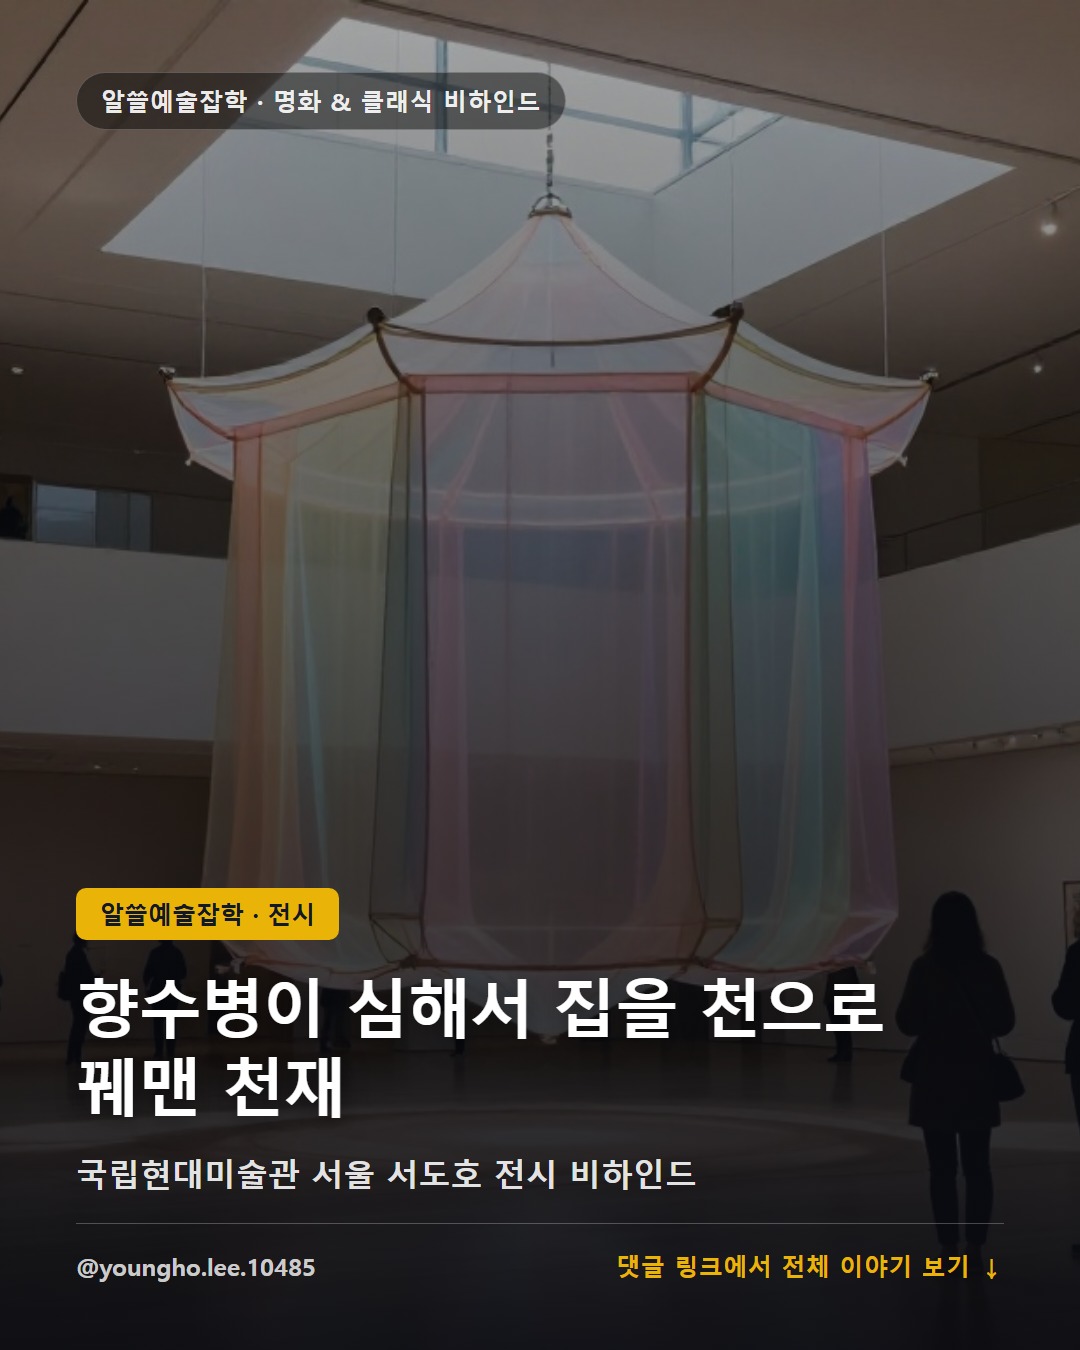 알쓸예술잡학 · 명화 & 클래식 비하인드
알쓸예술잡학 · 전시
향수병이 심해서 집을 천으로
꿰맨 천재
국립현대미술관 서울 서도호 전시 비하인드
@youngho.lee.10485
댓글 링크에서 전체 이야기 보기 ↓